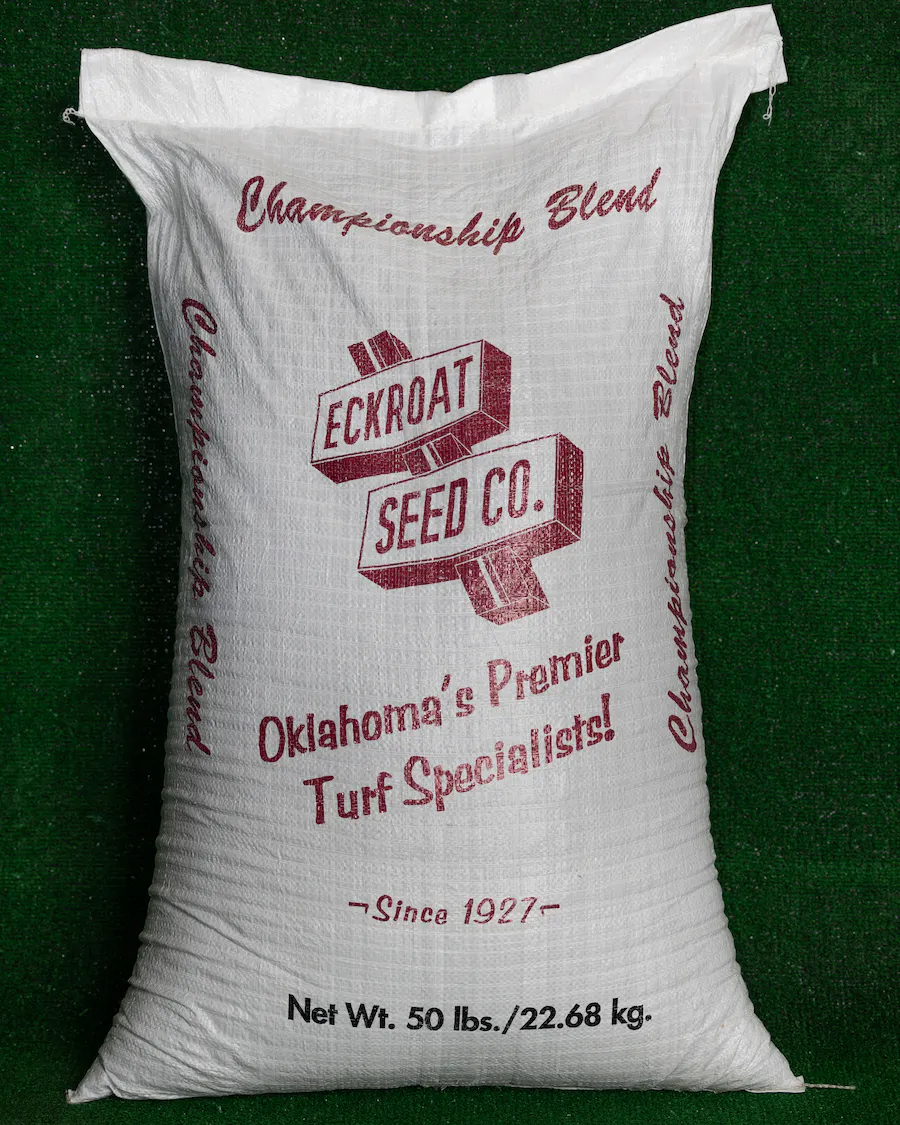 Championship Blend
Championship Blend
Championship Blend
ECKROAT
SEED CO.
Oklahoma's Premier
Turf Specialists!
¬Since 1927⌐
Net Wt. 50 lbs./22.68 kg.